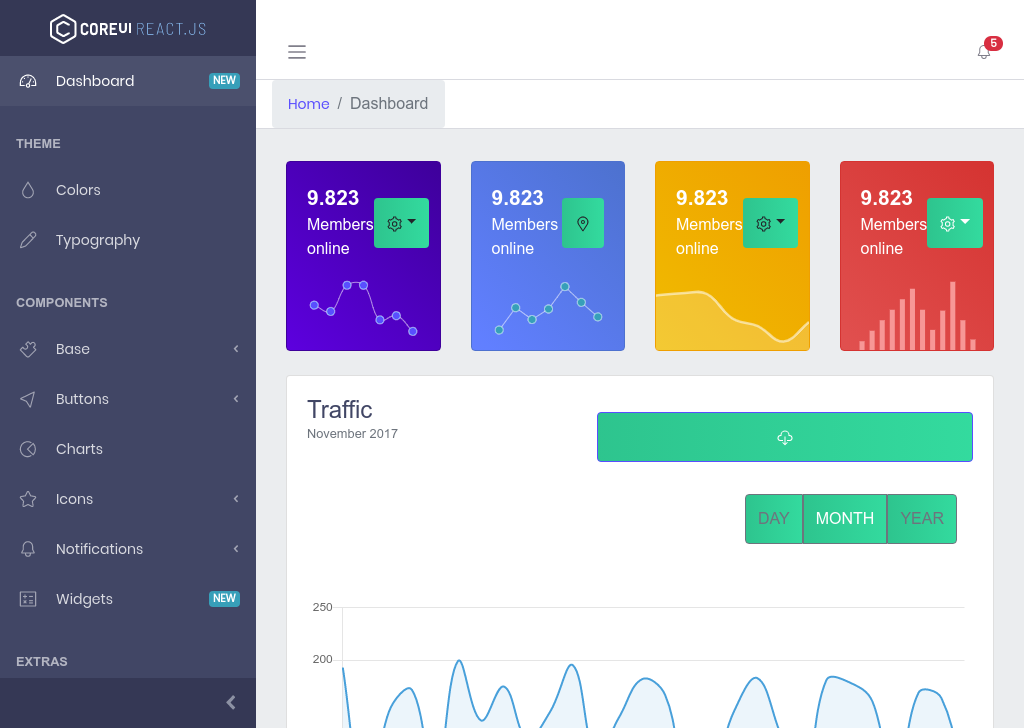 COREUI REACT.JS
Dashboard NEW
THEME
Colors
Typography
COMPONENTS
Base
Buttons
Charts
Icons
Notifications
Widgets NEW
EXTRAS
5
Home / Dashboard
9.823
Members
online
9.823
Members
online
9.823
Members
online
9.823
Members
online
Traffic
November 2017
DAY MONTH YEAR
250
200